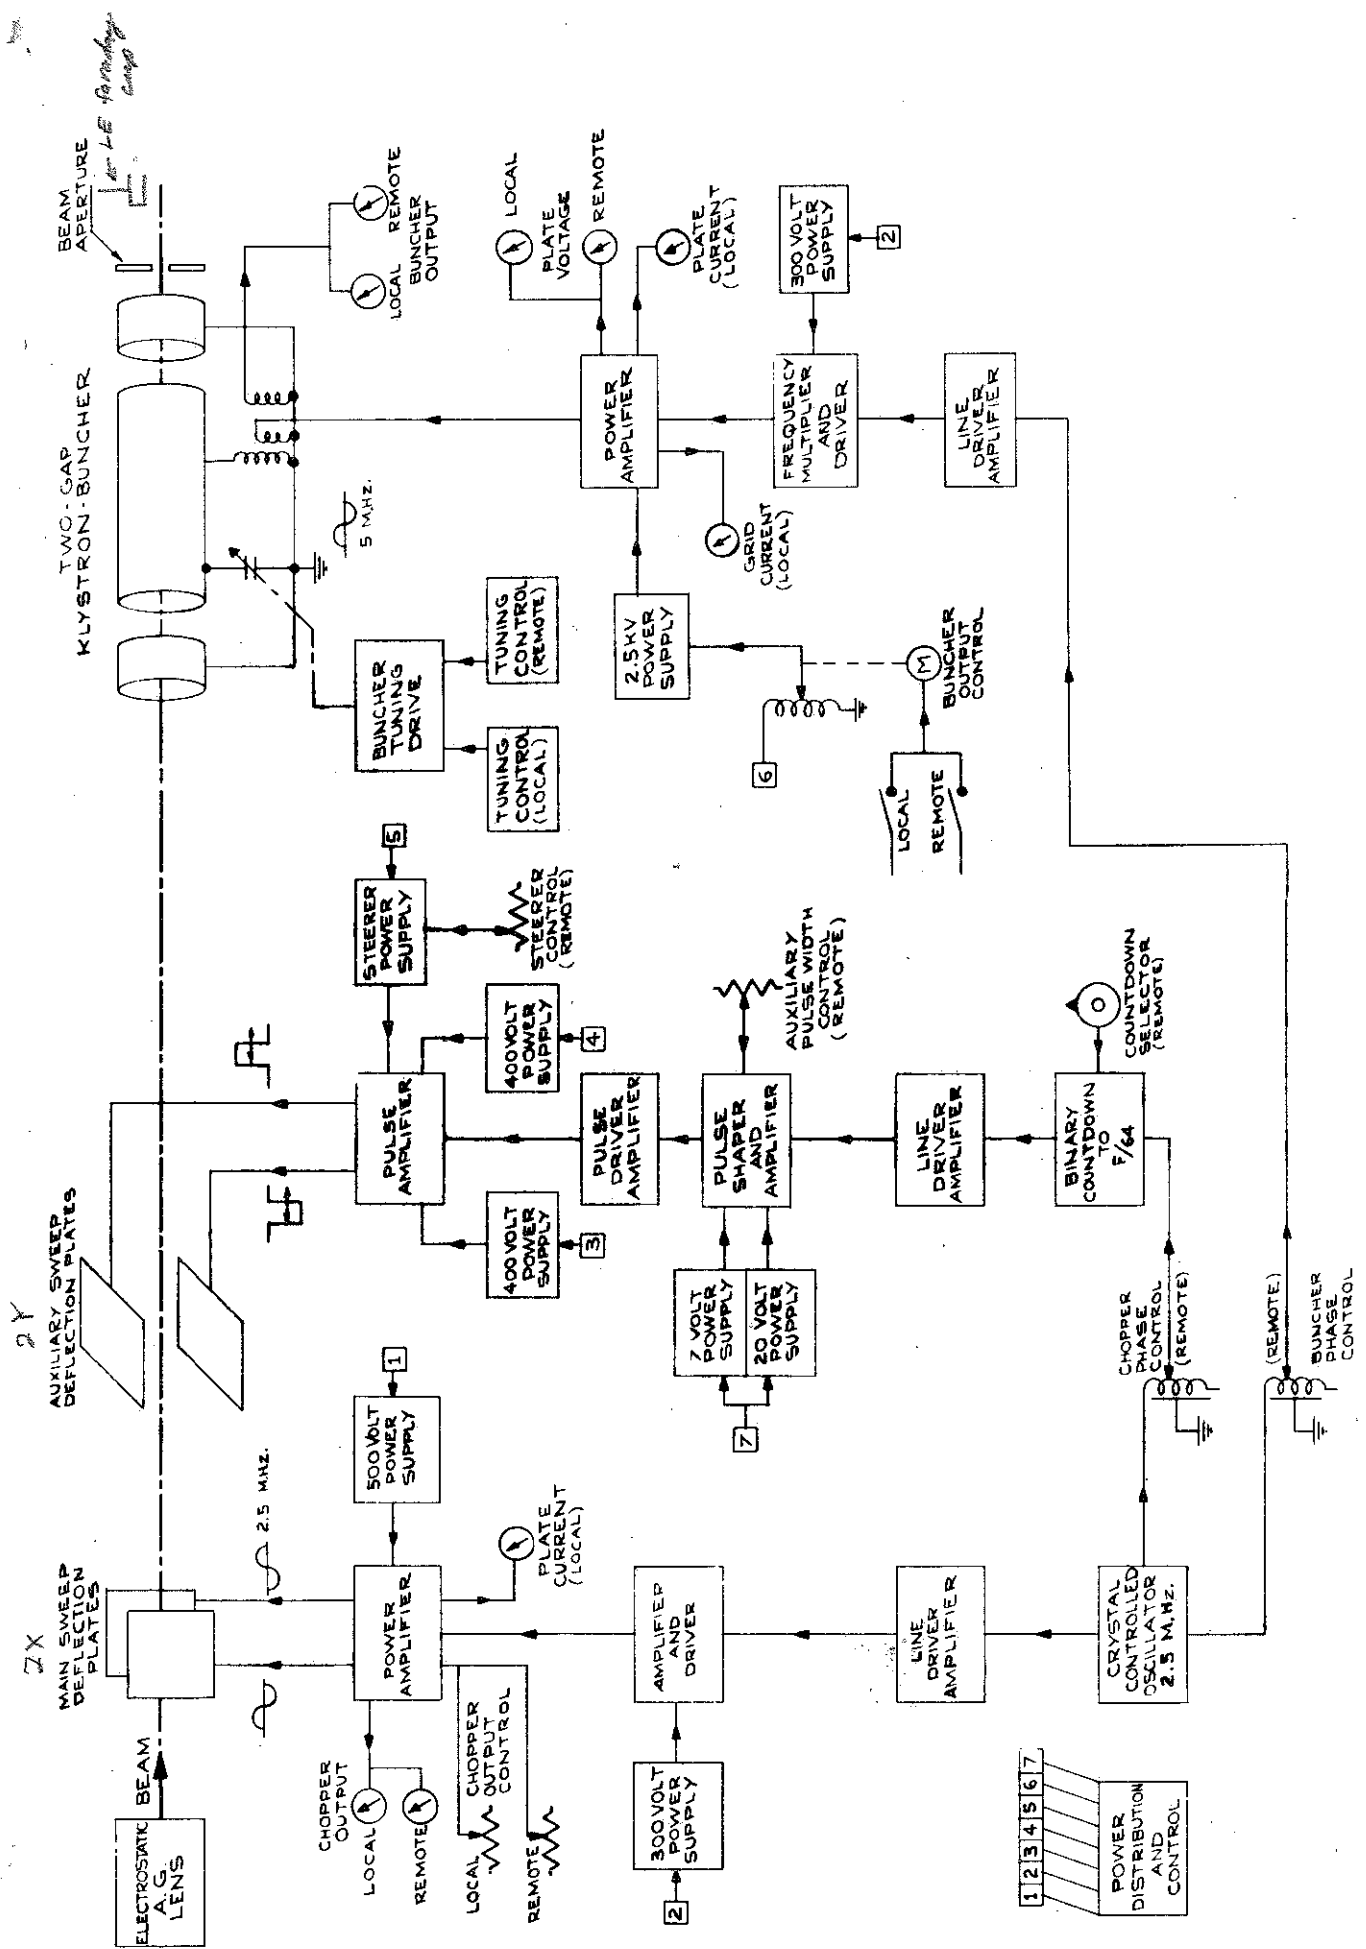 2X
MAIN SWEEP
DEFLECTION
PLATES
2Y
AUXILIARY SWEEP
DEFLECTION PLATES
TWO-GAP
KLYSTRON-BUNCHER
BEAM
APERTURE
LE
ELECTROSTATIC
A.G.
LENS
BEAM
2.5 M.HZ.
5 M.HZ.
LOCAL
REMOTE
BUNCHER
OUTPUT
CHOPPER
OUTPUT
LOCAL
REMOTE
POWER
AMPLIFIER
500 VOLT
POWER
SUPPLY
1
PLATE
CURRENT
(LOCAL)
LOCAL
CHOPPER
OUTPUT
CONTROL
REMOTE
PULSE
AMPLIFIER
400 VOLT
POWER
SUPPLY
3
400 VOLT
POWER
SUPPLY
4
STEERER
POWER
SUPPLY
5
STEERER
CONTROL
(REMOTE)
BUNCHER
TUNING
DRIVE
TUNING
CONTROL
(LOCAL)
TUNING
CONTROL
(REMOTE)
LOCAL
PLATE
VOLTAGE
REMOTE
PLATE
CURRENT
(LOCAL)
POWER
AMPLIFIER
2.5 KV
POWER
SUPPLY
GRID
CURRENT
(LOCAL)
6
M
BUNCHER
OUTPUT
CONTROL
LOCAL
REMOTE
300 VOLT
POWER
SUPPLY
2
FREQUENCY
MULTIPLIER
AND
DRIVER
LINE
DRIVER
AMPLIFIER
300 VOLT
POWER
SUPPLY
2
AMPLIFIER
AND
DRIVER
PULSE
DRIVER
AMPLIFIER
PULSE
SHAPER
AND
AMPLIFIER
AUXILIARY
PULSE WIDTH
CONTROL
(REMOTE)
7 VOLT
POWER
SUPPLY
20 VOLT
POWER
SUPPLY
7
LINE
DRIVER
AMPLIFIER
LINE
DRIVER
AMPLIFIER
BINARY
COUNTDOWN
TO
F/64
COUNTDOWN
SELECTOR
(REMOTE)
CRYSTAL
CONTROLLED
OSCILLATOR
2.5 M.HZ.
CHOPPER
PHASE
CONTROL
(REMOTE)
(REMOTE)
BUNCHER
PHASE
CONTROL
1 2 3 4 5 6 7
POWER
DISTRIBUTION
AND
CONTROL